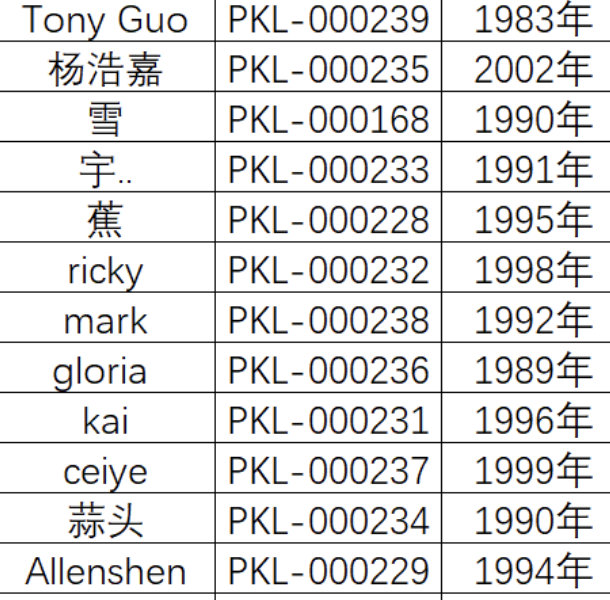 Tony Guo PKL-000239 1983年
杨浩嘉 PKL-000235 2002年
雪 PKL-000168 1990年
宇.. PKL-000233 1991年
蕉 PKL-000228 1995年
ricky PKL-000232 1998年
mark PKL-000238 1992年
gloria PKL-000236 1989年
kai PKL-000231 1996年
ceiye PKL-000237 1999年
蒜头 PKL-000234 1990年
Allenshen PKL-000229 1994年